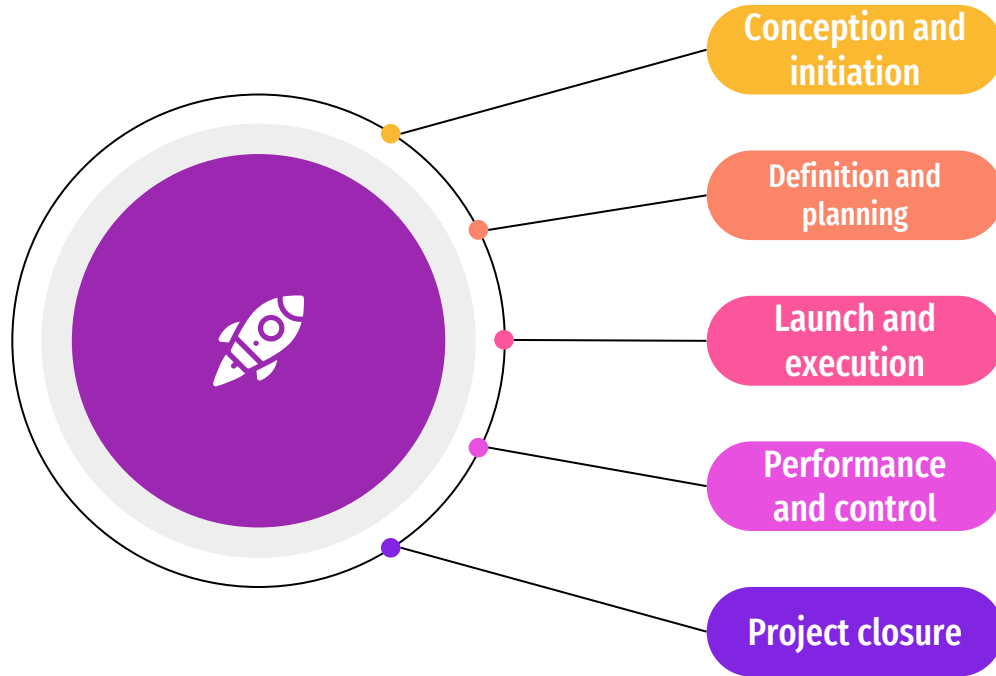 Conception and
initiation
Definition and
planning
Launch and
execution
Performance
and control
Project closure